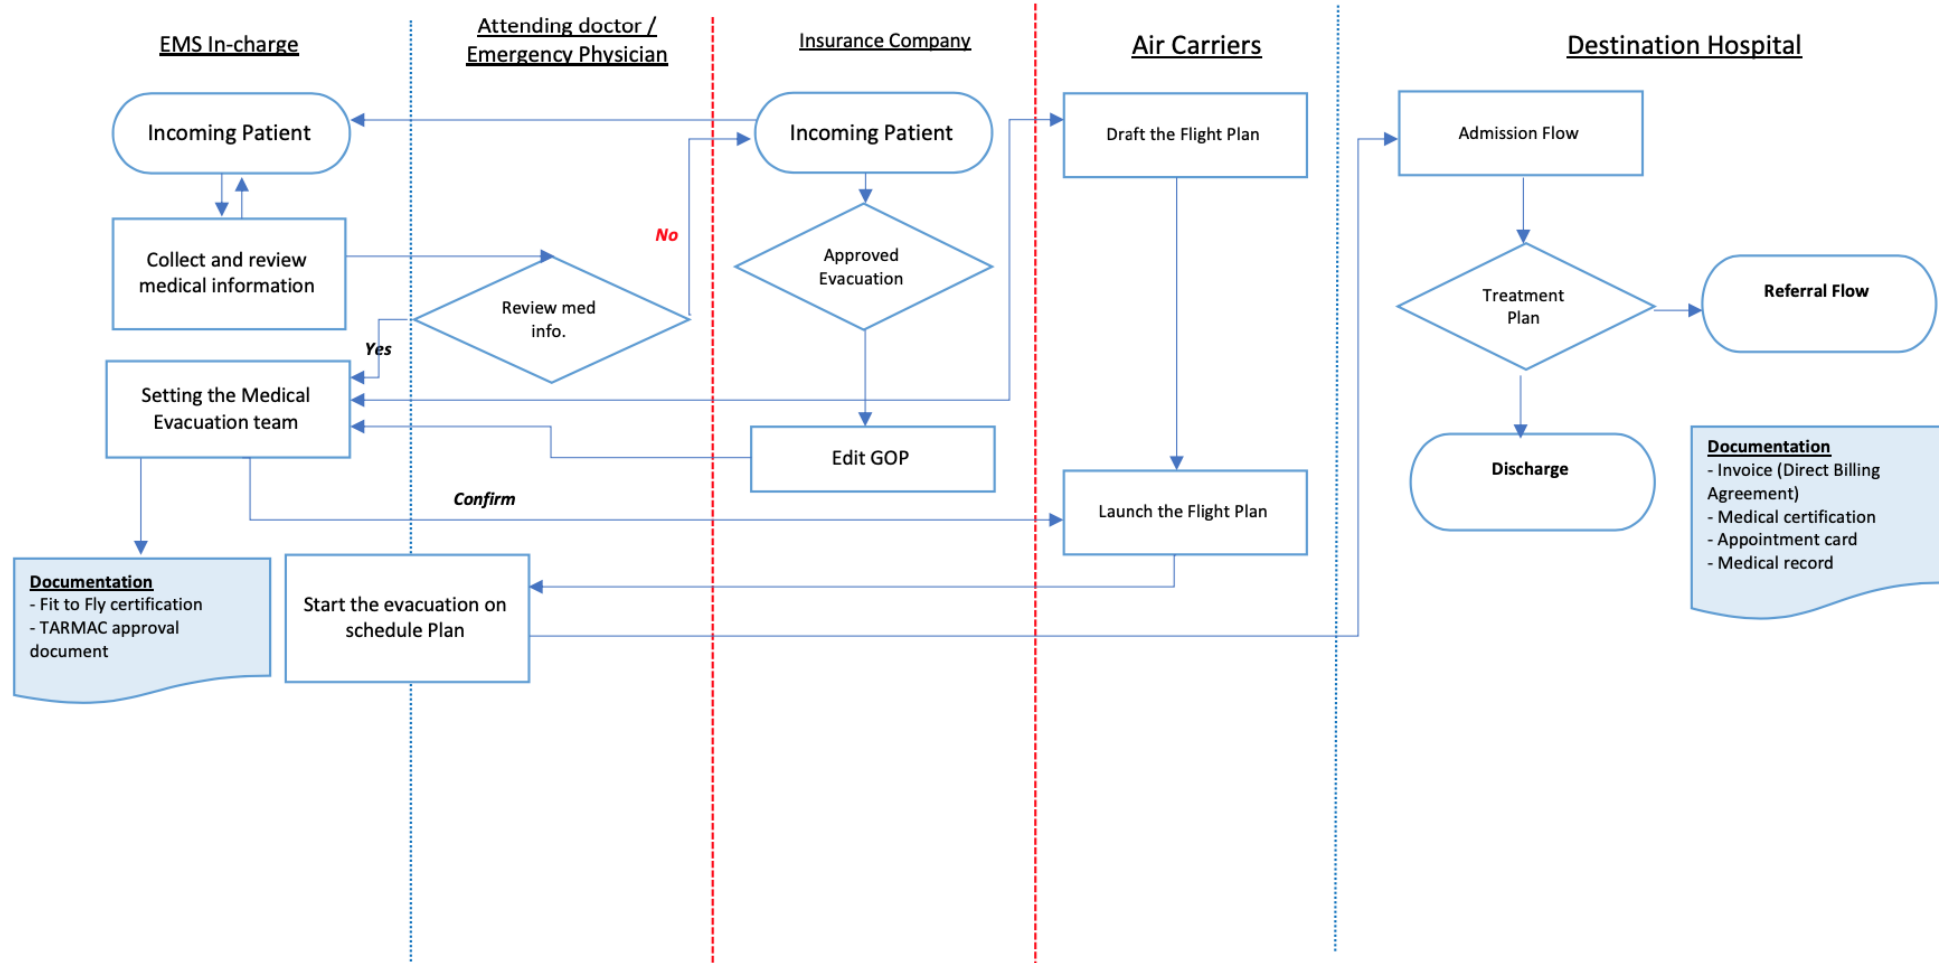 EMS In-charge
Attending doctor /
Emergency Physician
Insurance Company
Air Carriers
Destination Hospital
Incoming Patient
Incoming Patient
Draft the Flight Plan
Admission Flow
No
Collect and review
medical information
Review med
info.
Approved
Evacuation
Treatment
Plan
Referral Flow
Yes
Setting the Medical
Evacuation team
Edit GOP
Confirm
Launch the Flight Plan
Discharge
Documentation
- Invoice (Direct Billing
Agreement)
- Medical certification
- Appointment card
- Medical record
Documentation
- Fit to Fly certification
- TARMAC approval
document
Start the evacuation on
schedule Plan